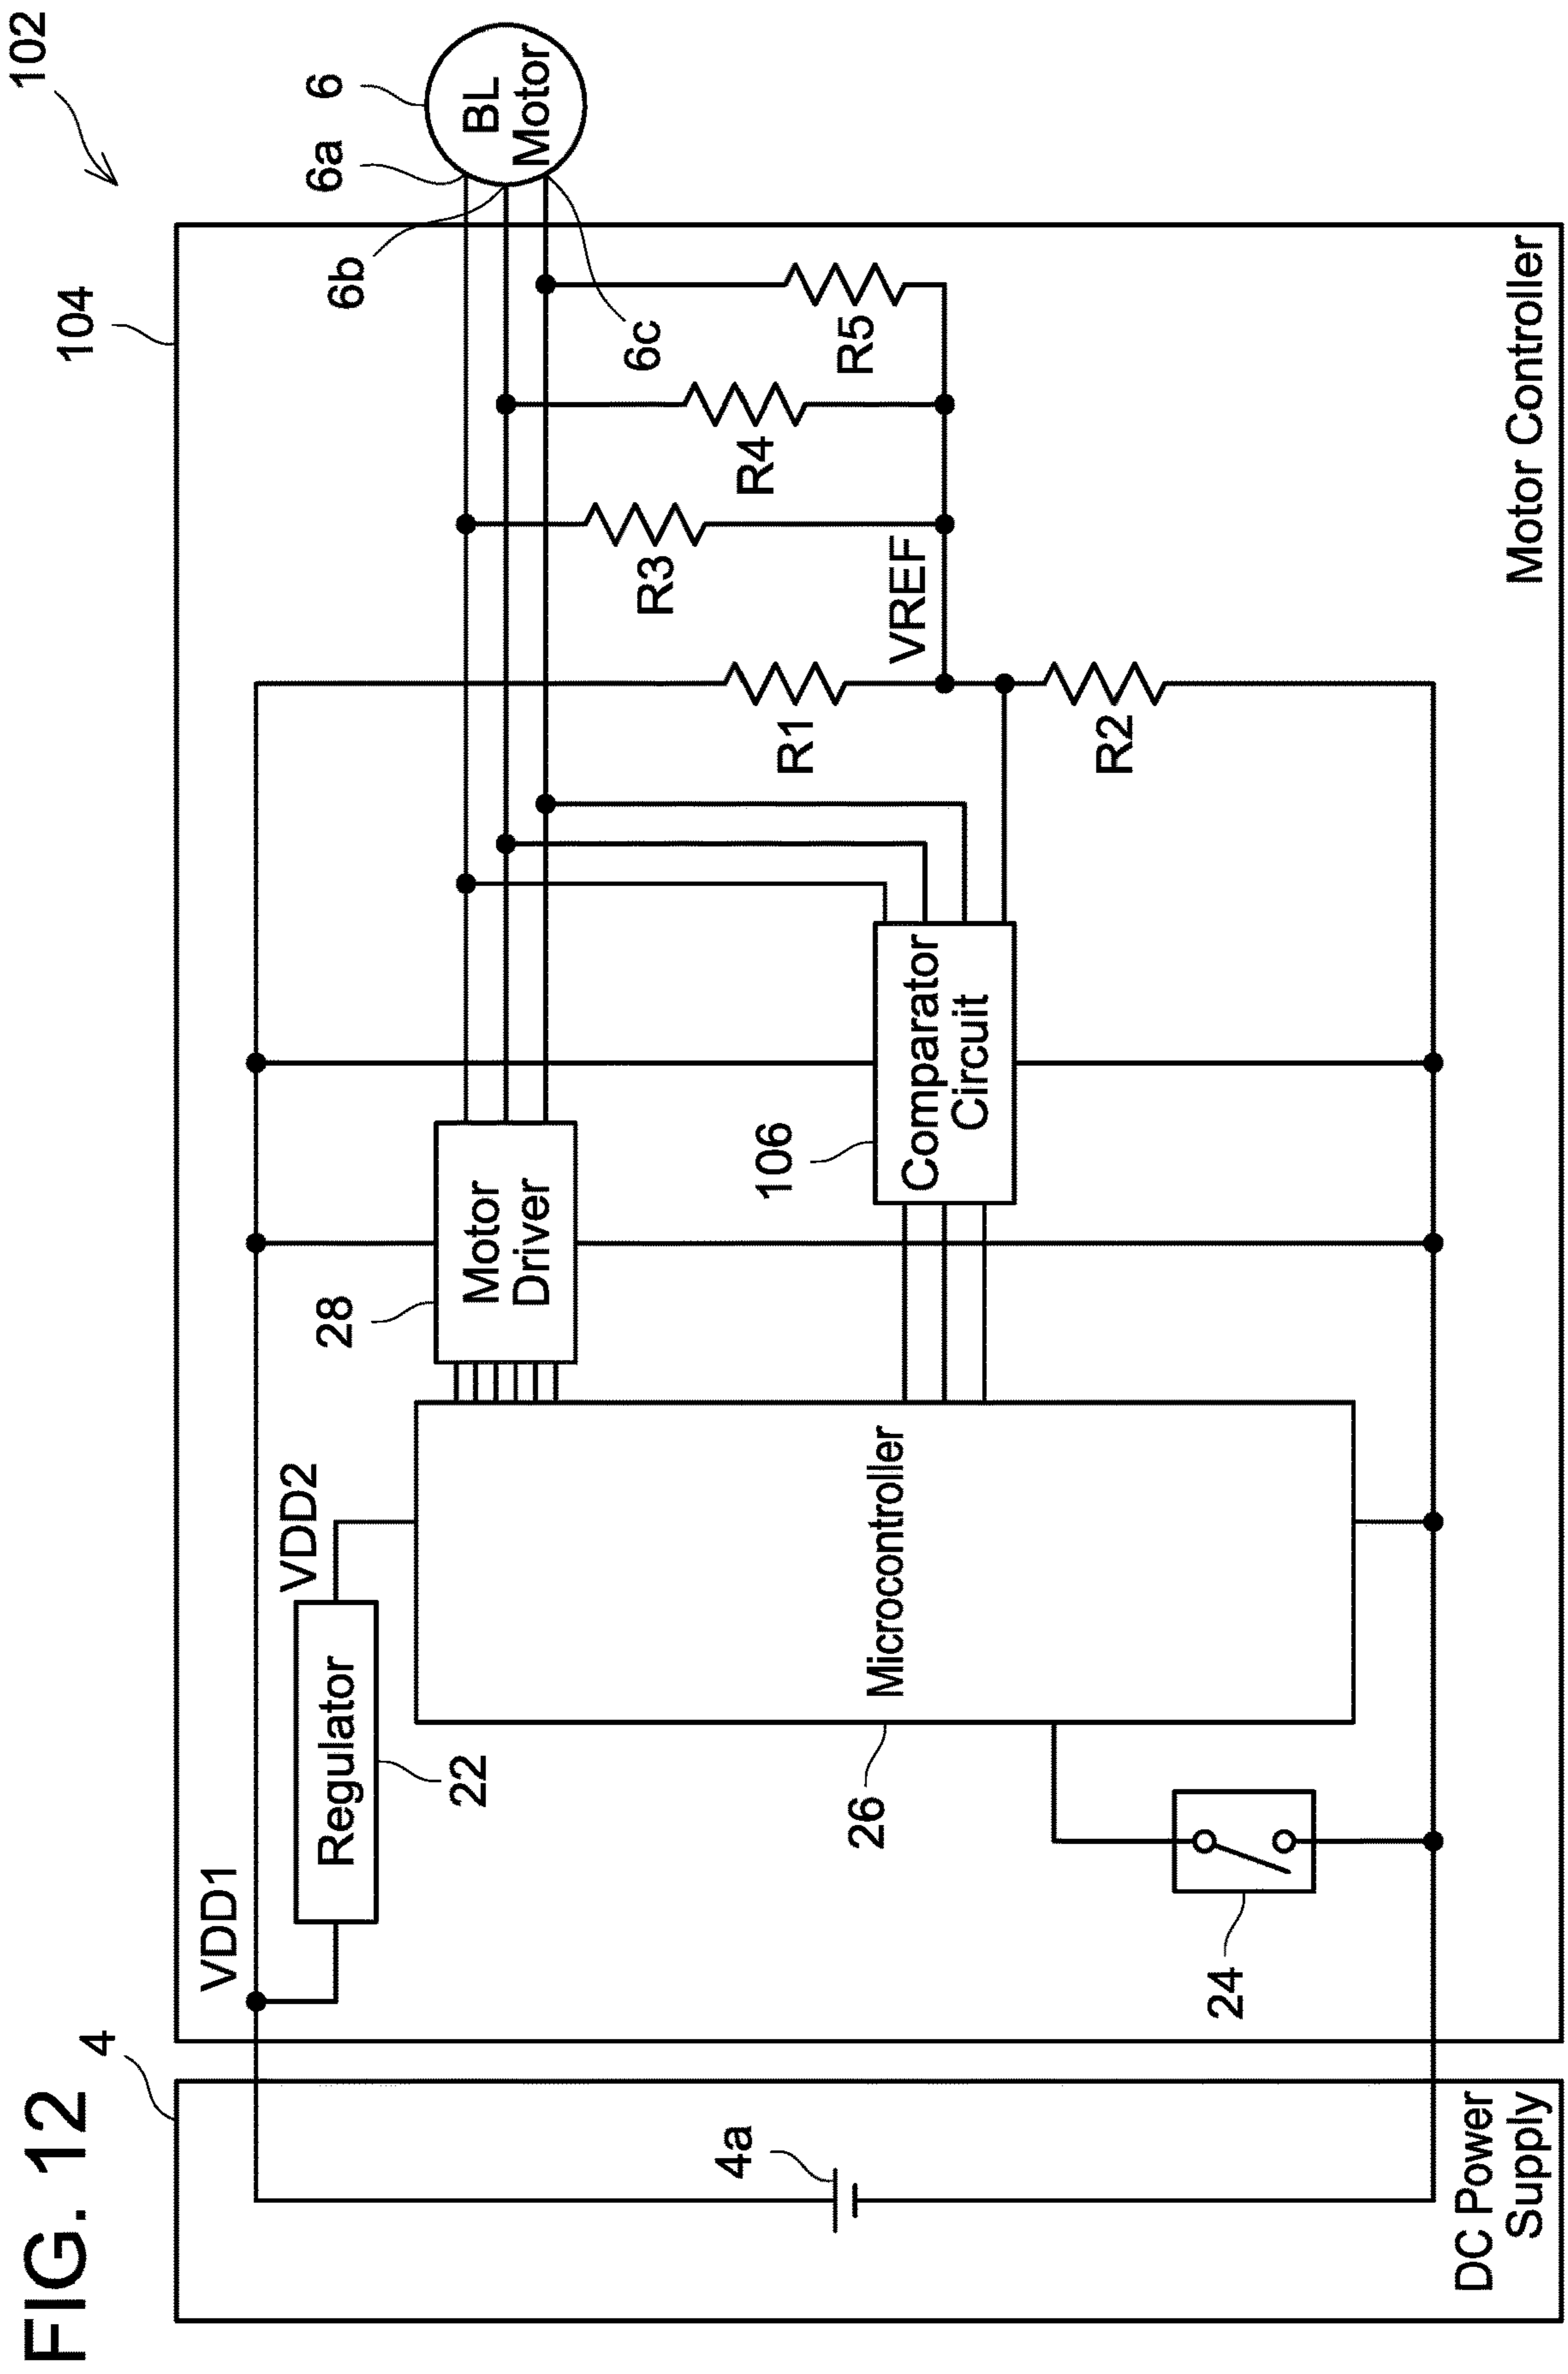 FIG. 12
102
4
104
VDD1
VDD2
Regulator
22
28
Motor
Driver
6a
6
6b
BL
Motor
6c
R3
R4
R5
VREF
R1
R2
4a
26
Microcontroller
106
Comparator
Circuit
24
DC Power
Supply
Motor Controller